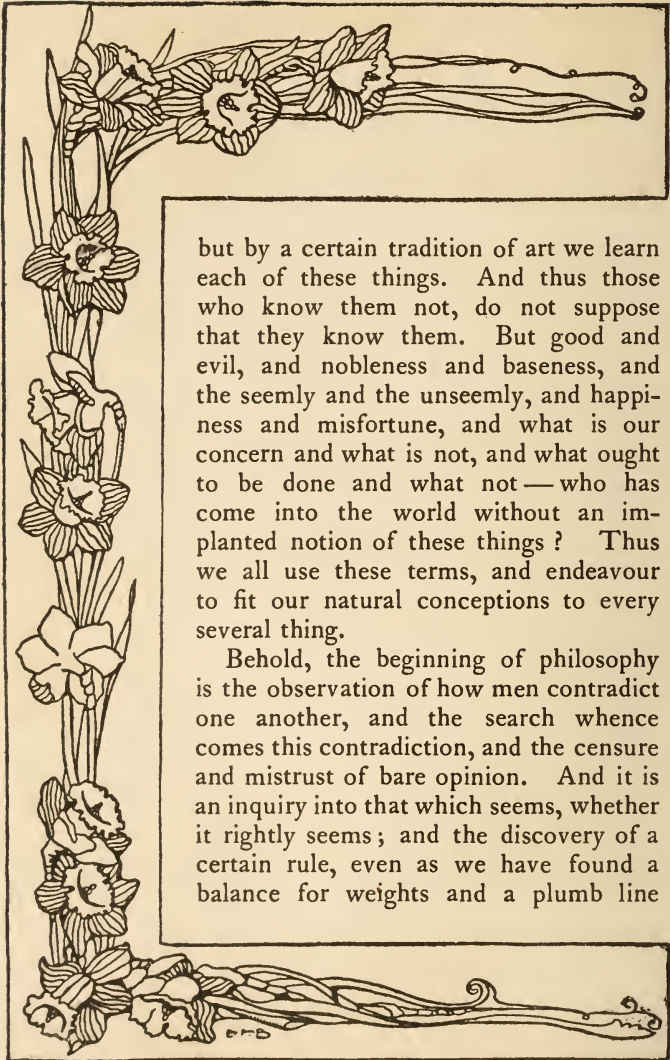 but by a certain tradition of art we learn
each of these things. And thus those
who know them not, do not suppose
that they know them. But good and
evil, and nobleness and baseness, and
the seemly and the unseemly, and happi-
ness and misfortune, and what is our
concern and what is not, and what ought
to be done and what not — who has
come into the world without an im-
planted notion of these things ? Thus
we all use these terms, and endeavour
to fit our natural conceptions to every
several thing.
Behold, the beginning of philosophy
is the observation of how men contradict
one another, and the search whence
comes this contradiction, and the censure
and mistrust of bare opinion. And it is
an inquiry into that which seems, whether
it rightly seems ; and the discovery of a
certain rule, even as we have found a
balance for weights and a plumb line